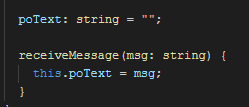 poText: string = "";
receiveMessage(msg: string) {
this.poText = msg;
}